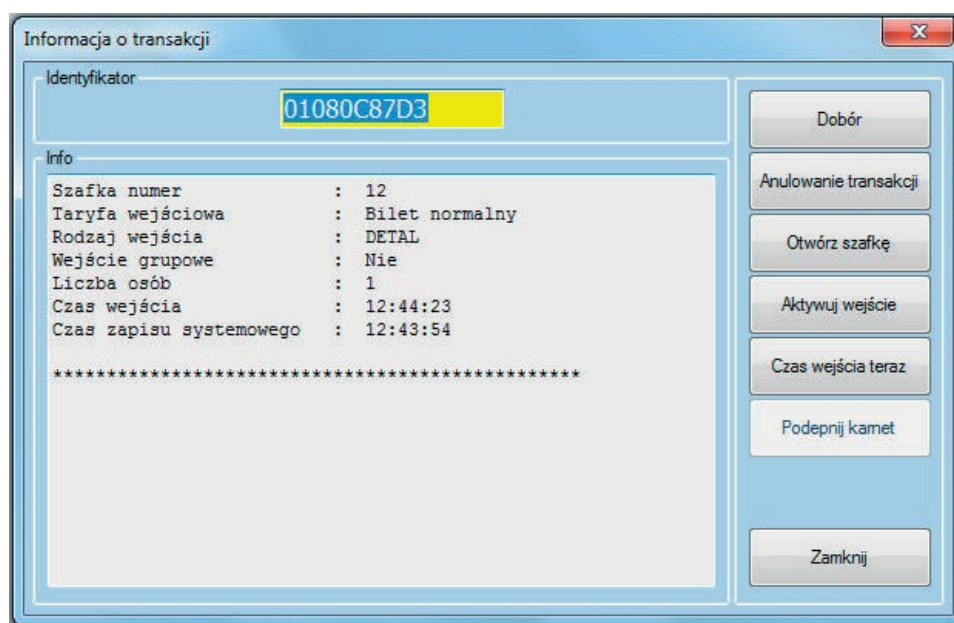 Informacja o transakcji
Identyfikator
01080C87D3
Info
Szafka numer : 12
Taryfa wejściowa : Bilet normalny
Rodzaj wejścia : DETAL
Wejście grupowe : Nie
Liczba osób : 1
Czas wejścia : 12:44:23
Czas zapisu systemowego : 12:43:54
*************************************************
Dobór
Anulowanie transakcji
Otwórz szafkę
Aktywuj wejście
Czas wejścia teraz
Podepnij karnet
Zamknij